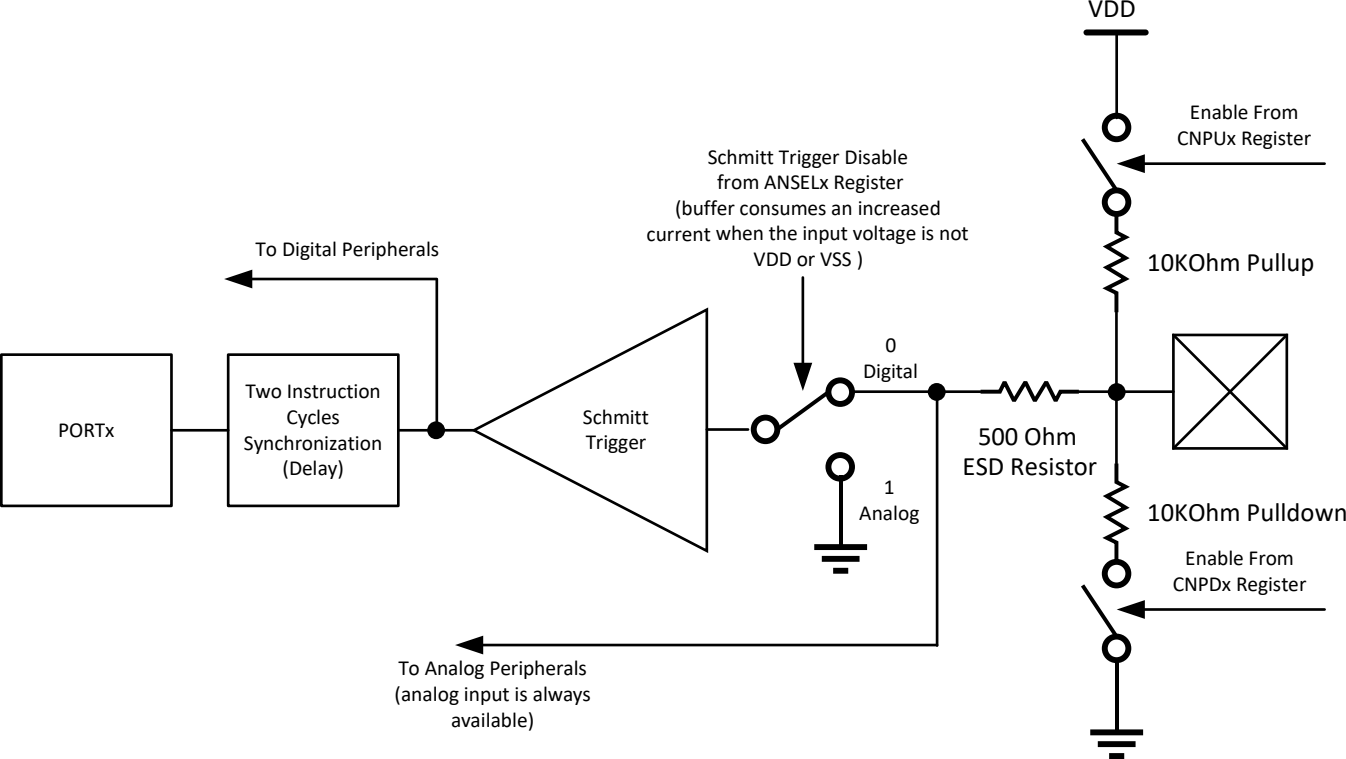 VDD
Enable From
CNPUx Register
Schmitt Trigger Disable
from ANSELx Register
(buffer consumes an increased
current when the input voltage is not
VDD or VSS )
To Digital Peripherals
10KOhm Pullup
0
Digital
PORTx
Two Instruction
Cycles
Synchronization
(Delay)
Schmitt
Trigger
500 Ohm
ESD Resistor
1
Analog
10KOhm Pulldown
Enable From
CNPDx Register
To Analog Peripherals
(analog input is always
available)